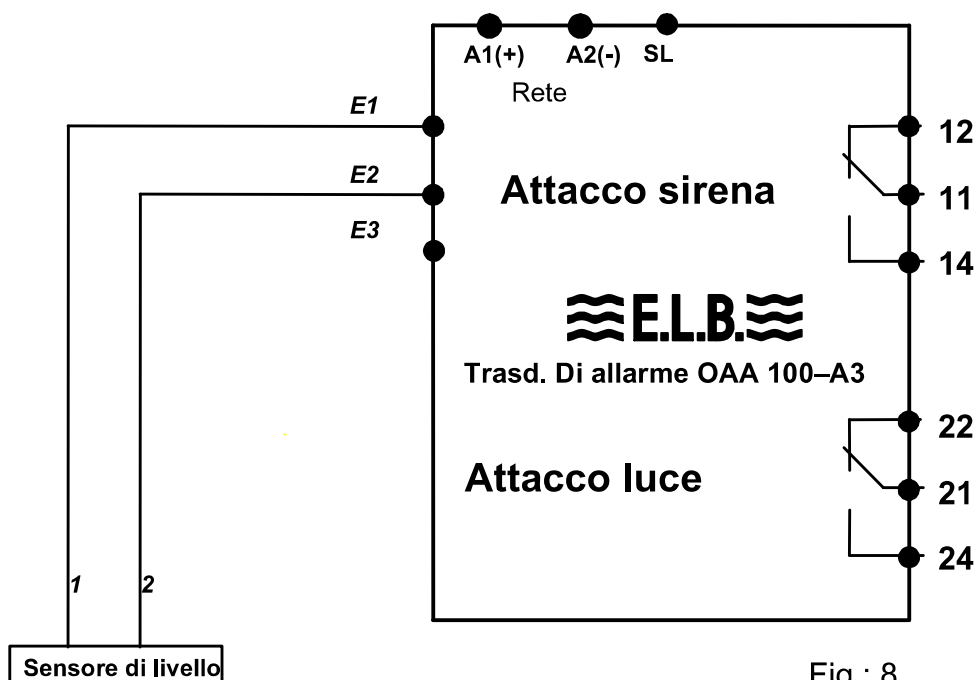 A1(+) A2(-) SL
Rete
E1
12
E2
Attacco sirena
11
E3
14
E.L.B.
Trasd. Di allarme OAA 100–A3
22
Attacco luce
21
24
1 2
Sensore di livello
Fig.: 8